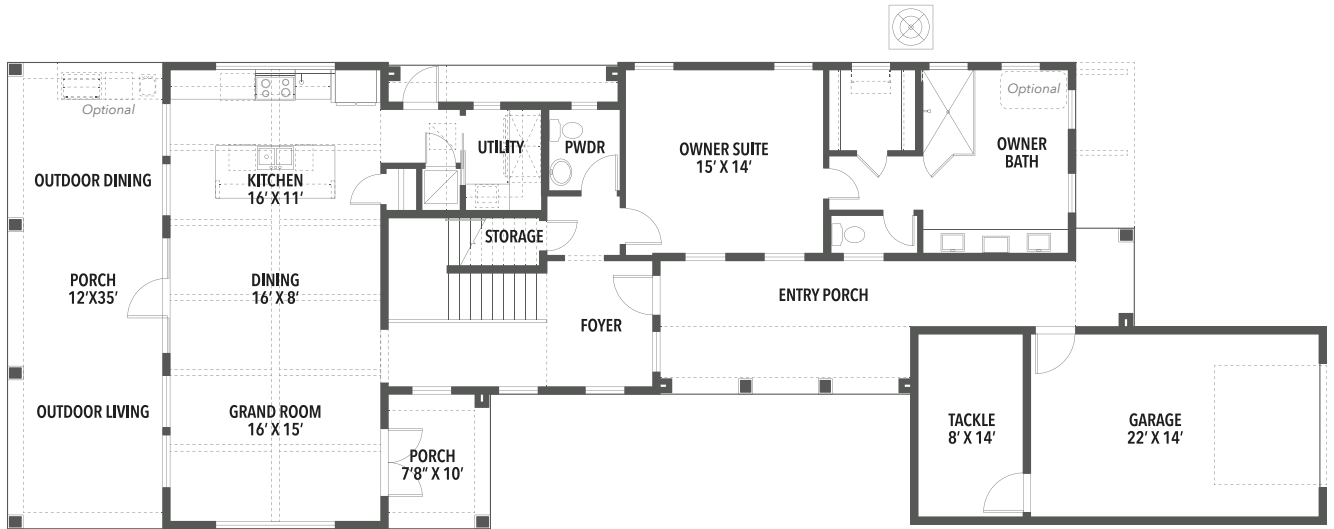 Optional
OUTDOOR DINING
PORCH
12'X35'
OUTDOOR LIVING
KITCHEN
16' X 11'
DINING
16' X 8'
GRAND ROOM
16' X 15'
PORCH
7'8" X 10'
UTILITY
PWDR
STORAGE
FOYER
OWNER SUITE
15' X 14'
Optional
OWNER
BATH
ENTRY PORCH
TACKLE
8' X 14'
GARAGE
22' X 14'